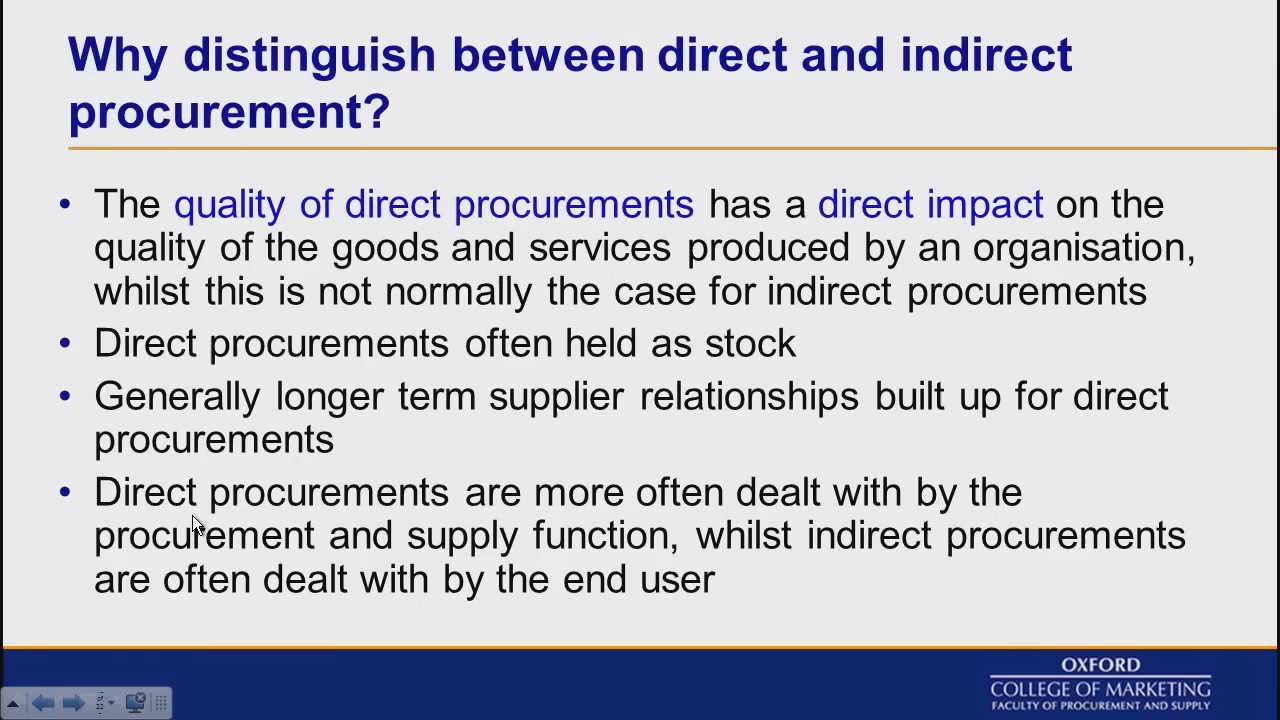 Why distinguish between direct and indirect
procurement?
• The quality of direct procurements has a direct impact on the
quality of the goods and services produced by an organisation,
whilst this is not normally the case for indirect procurements
• Direct procurements often held as stock
• Generally longer term supplier relationships built up for direct
procurements
• Direct procurements are more often dealt with by the
procurement and supply function, whilst indirect procurements
are often dealt with by the end user
OXFORD
COLLEGE OF MARKETING
FACULTY OF PROCUREMENT AND SUPPLY